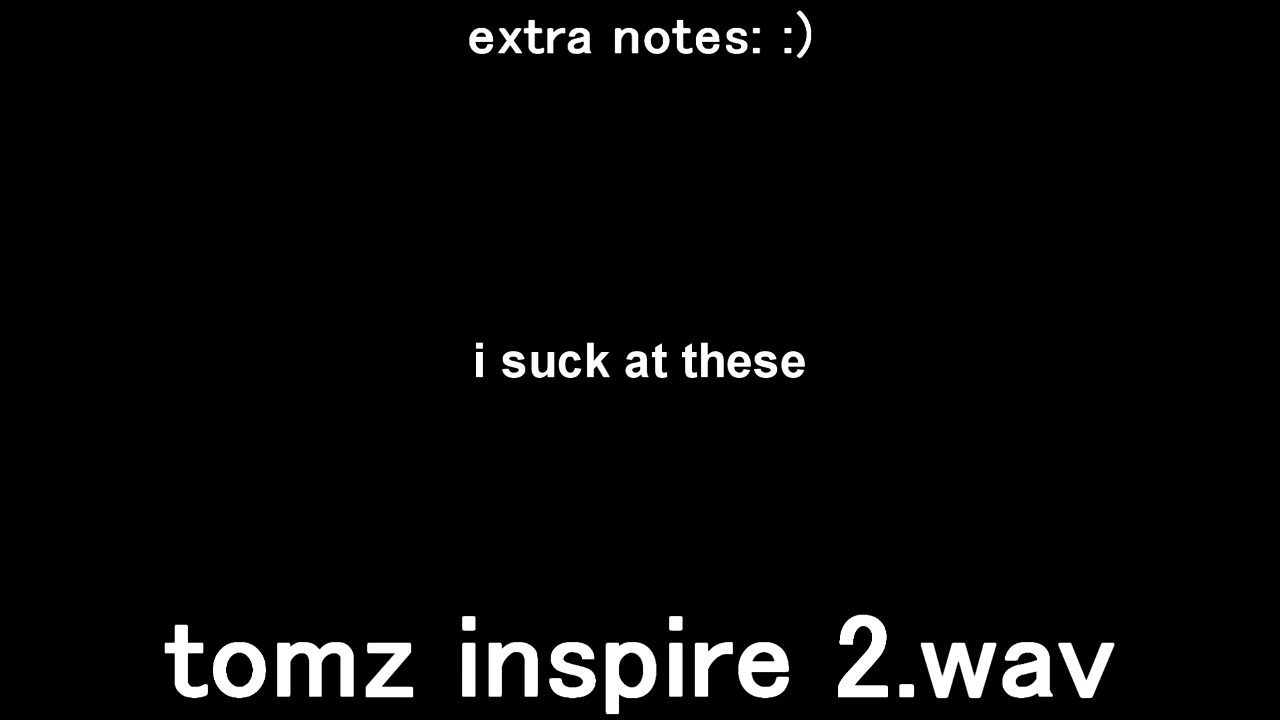 extra notes: :)
i suck at these
tomz inspire 2.wav